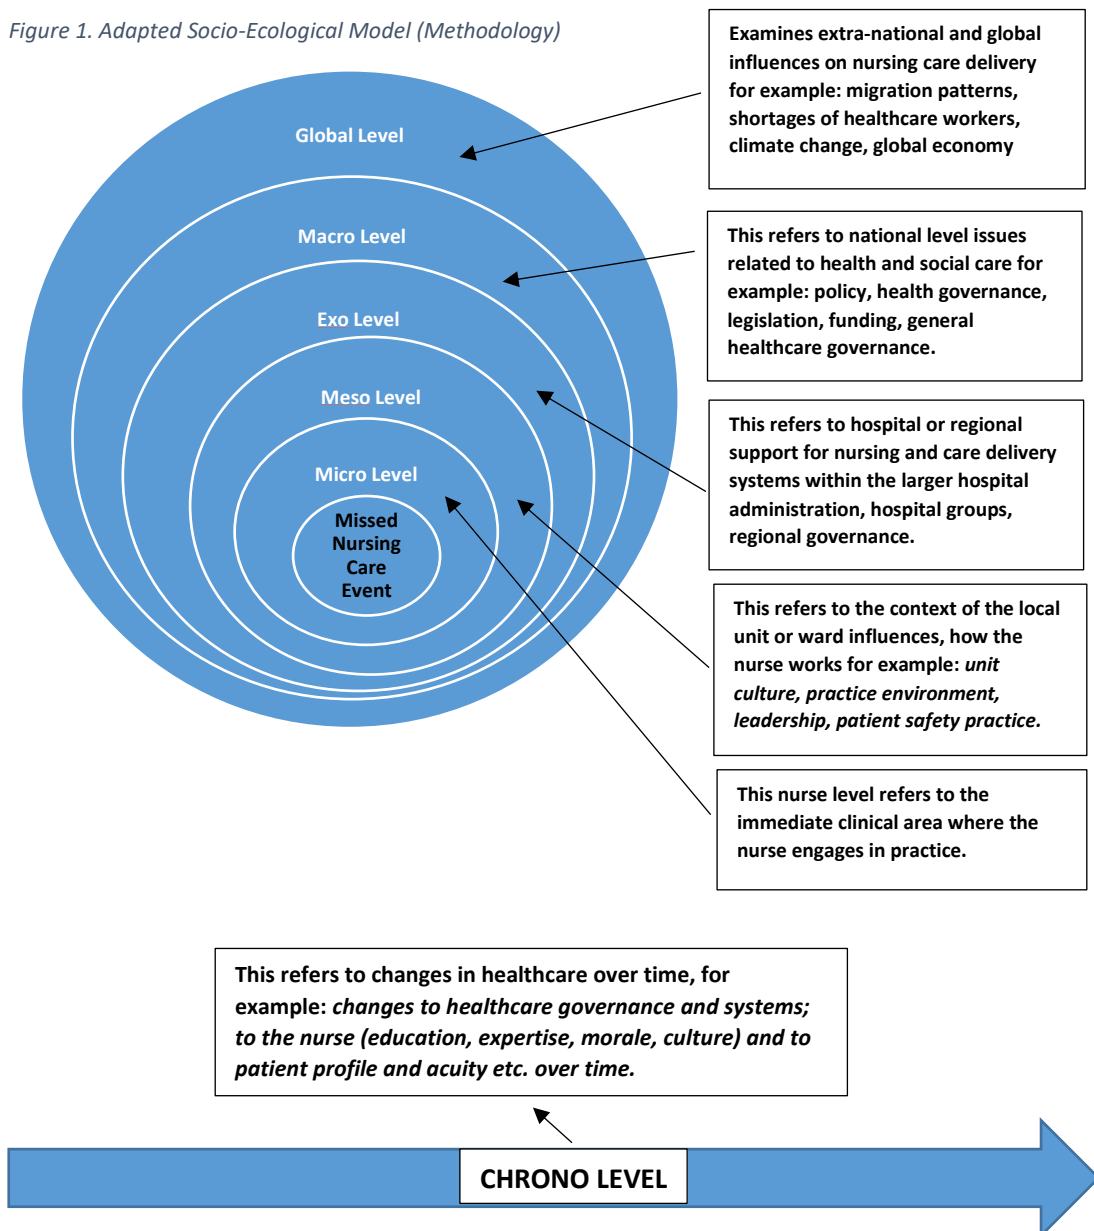 Figure 1. Adapted Socio-Ecological Model (Methodology)
Global Level
Macro Level
Exo Level
Meso Level
Micro Level
Missed
Nursing
Care
Event
Examines extra-national and global
influences on nursing care delivery
for example: migration patterns,
shortages of healthcare workers,
climate change, global economy
This refers to national level issues
related to health and social care for
example: policy, health governance,
legislation, funding, general
healthcare governance.
This refers to hospital or regional
support for nursing and care delivery
systems within the larger hospital
administration, hospital groups,
regional governance.
This refers to the context of the local
unit or ward influences, how the
nurse works for example: unit
culture, practice environment,
leadership, patient safety practice.
This nurse level refers to the
immediate clinical area where the
nurse engages in practice.
This refers to changes in healthcare over time, for
example: changes to healthcare governance and systems;
to the nurse (education, expertise, morale, culture) and to
patient profile and acuity etc. over time.
CHRONO LEVEL